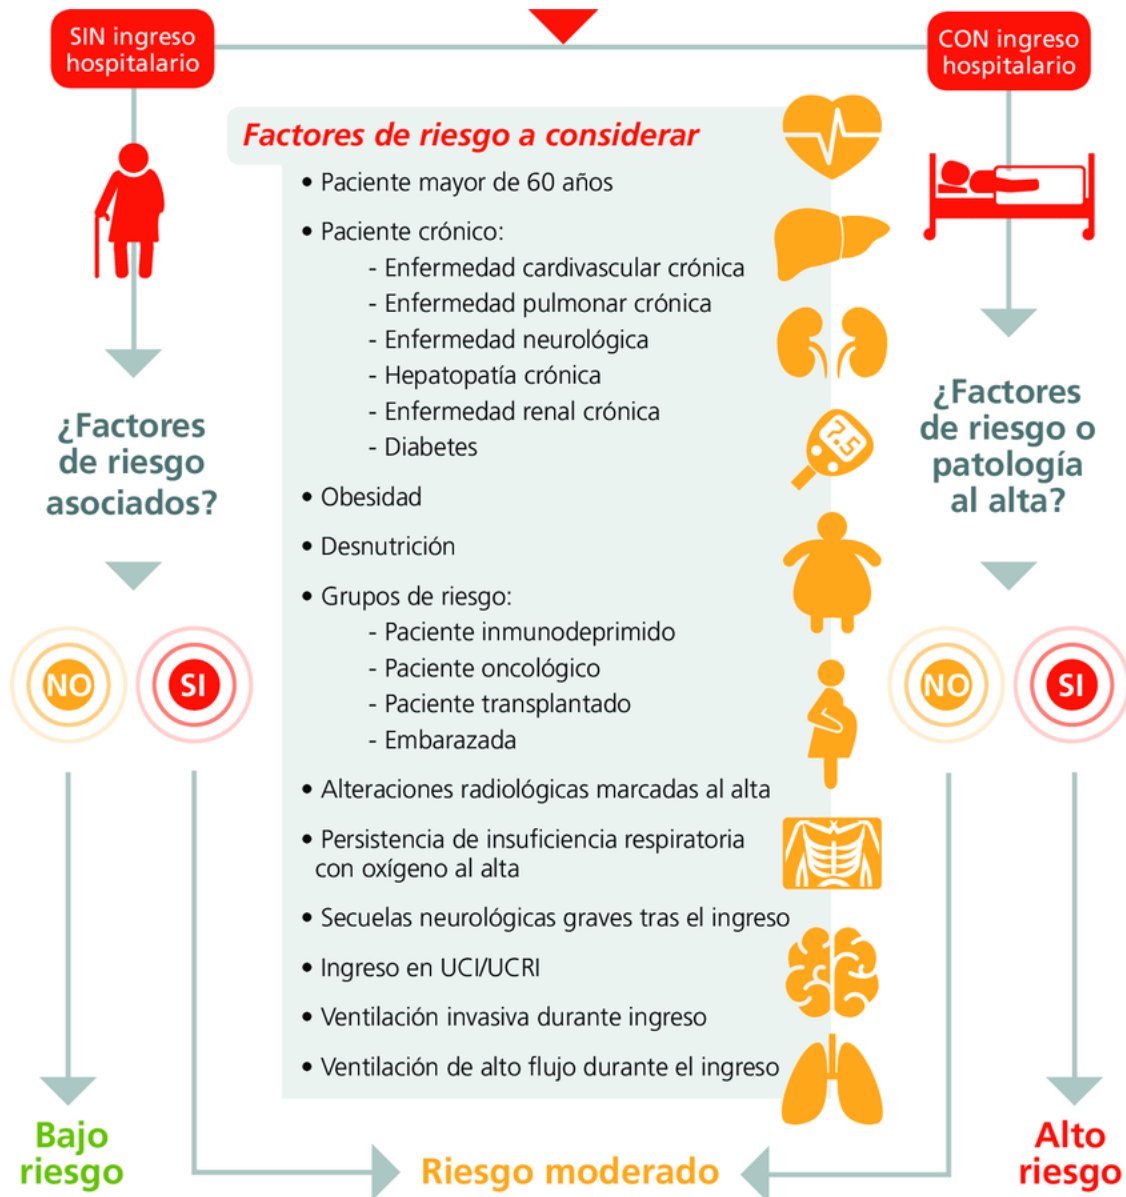 SIN ingreso
hospitalario
CON ingreso
hospitalario
Factores de riesgo a considerar
• Paciente mayor de 60 años
• Paciente crónico:
- Enfermedad cardivascular crónica
- Enfermedad pulmonar crónica
- Enfermedad neurológica
- Hepatopatía crónica
- Enfermedad renal crónica
- Diabetes
• Obesidad
• Desnutrición
• Grupos de riesgo:
- Paciente inmunodeprimido
- Paciente oncológico
- Paciente transplantado
- Embarazada
• Alteraciones radiológicas marcadas al alta
• Persistencia de insuficiencia respiratoria
con oxígeno al alta
• Secuelas neurológicas graves tras el ingreso
• Ingreso en UCI/UCRI
• Ventilación invasiva durante ingreso
• Ventilación de alto flujo durante el ingreso
7.5
¿Factores
de riesgo
asociados?
NO
SI
¿Factores
de riesgo o
patología
al alta?
NO
SI
Bajo
riesgo
Riesgo moderado
Alto
riesgo